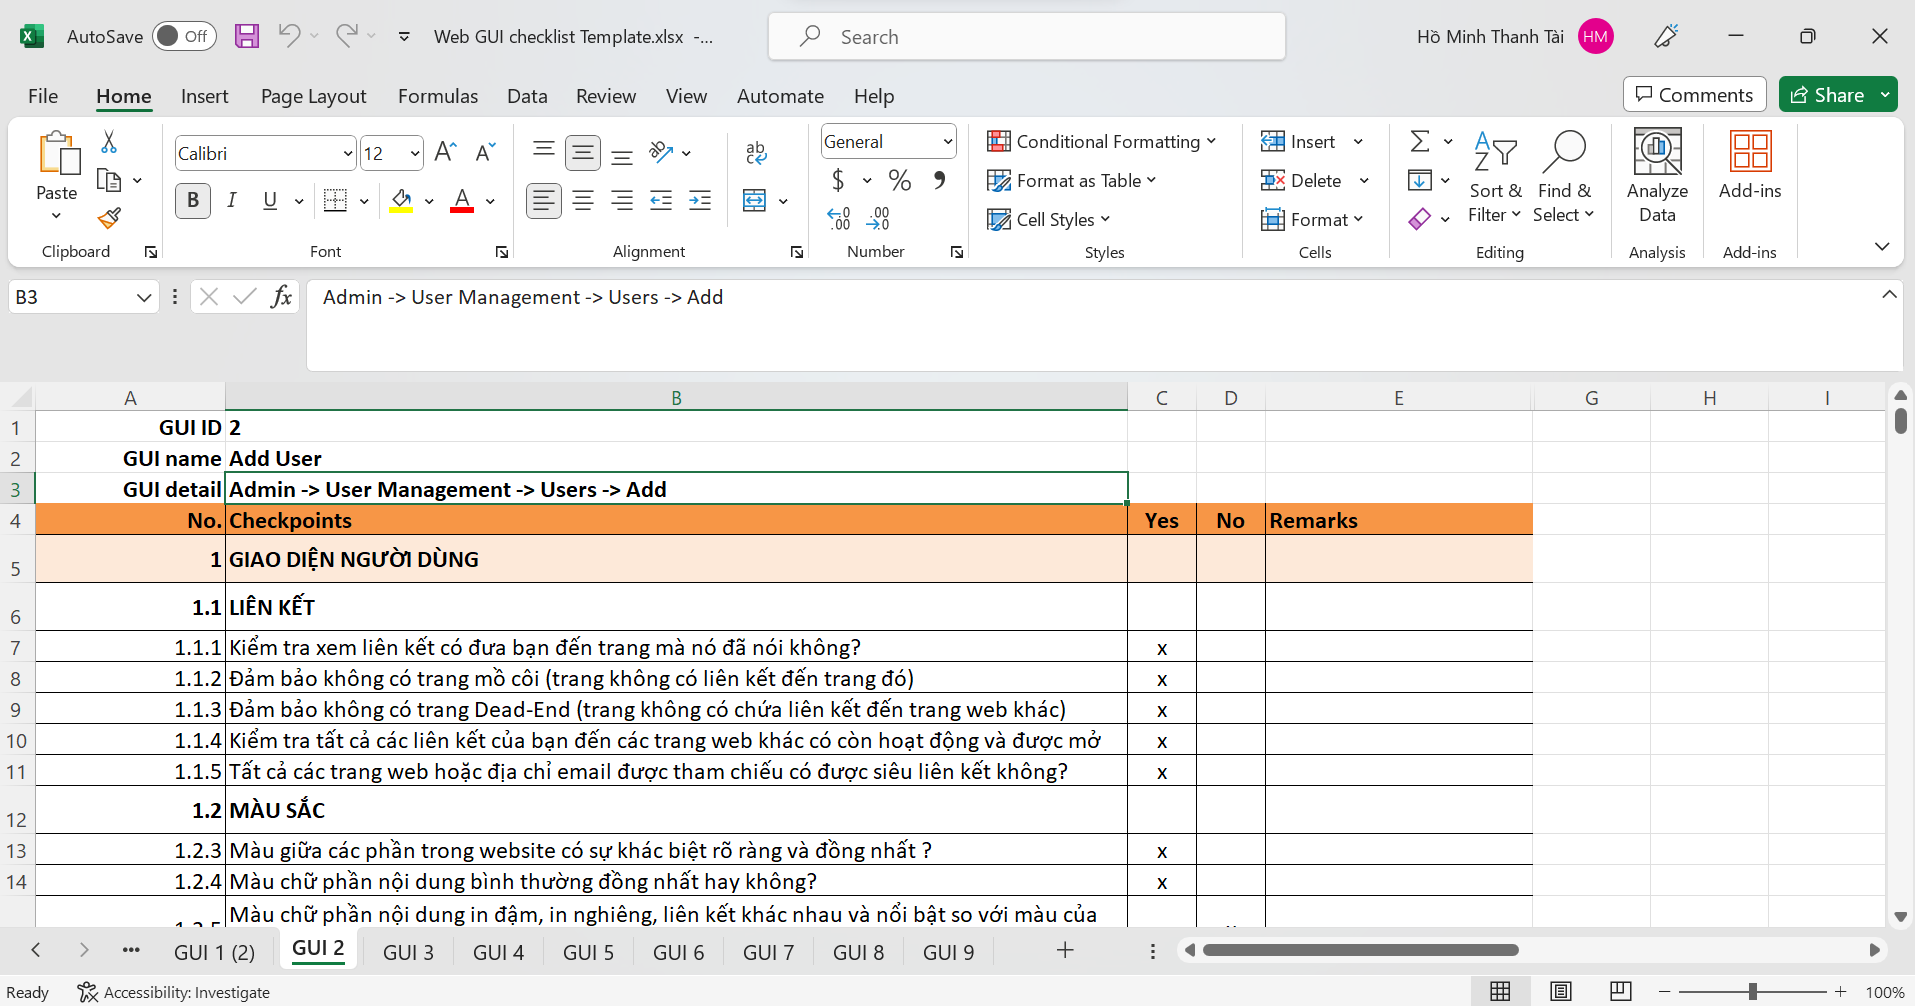 AutoSave Off Web GUI checklist Template.xlsx -... Search Hồ Minh Thanh Tài HM
File Home Insert Page Layout Formulas Data Review View Automate Help Comments Share
Paste
Clipboard
Calibri 12
B I U A
Font
ab
Alignment
General
$ % ,
Number
Conditional Formatting
Format as Table
Cell Styles
Styles
Insert
Delete
Format
Cells
Sort & Filter
Find & Select
Editing
Analyze Data
Analysis
Add-ins
Add-ins
B3 fx Admin -> User Management -> Users -> Add
A B C D E G H I
1 GUI ID 2
2 GUI name Add User
3 GUI detail Admin -> User Management -> Users -> Add
4 No. Checkpoints Yes No Remarks
5 1 GIAO DIỆN NGƯỜI DÙNG
6 1.1 LIÊN KẾT
7 1.1.1 Kiểm tra xem liên kết có đưa bạn đến trang mà nó đã nói không? x
8 1.1.2 Đảm bảo không có trang mồ côi (trang không có liên kết đến trang đó) x
9 1.1.3 Đảm bảo không có trang Dead-End (trang không có chứa liên kết đến trang web khác) x
10 1.1.4 Kiểm tra tất cả các liên kết của bạn đến các trang web khác có còn hoạt động và được mở x
11 1.1.5 Tất cả các trang web hoặc địa chỉ email được tham chiếu có được siêu liên kết không? x
12 1.2 MÀU SẮC
13 1.2.3 Màu giữa các phần trong website có sự khác biệt rõ ràng và đồng nhất ? x
14 1.2.4 Màu chữ phần nội dung bình thường đồng nhất hay không? x
Màu chữ phần nội dung in đậm, in nghiêng, liên kết khác nhau và nổi bật so với màu của
GUI 1 (2) GUI 2 GUI 3 GUI 4 GUI 5 GUI 6 GUI 7 GUI 8 GUI 9
Ready Accessibility: Investigate 100%